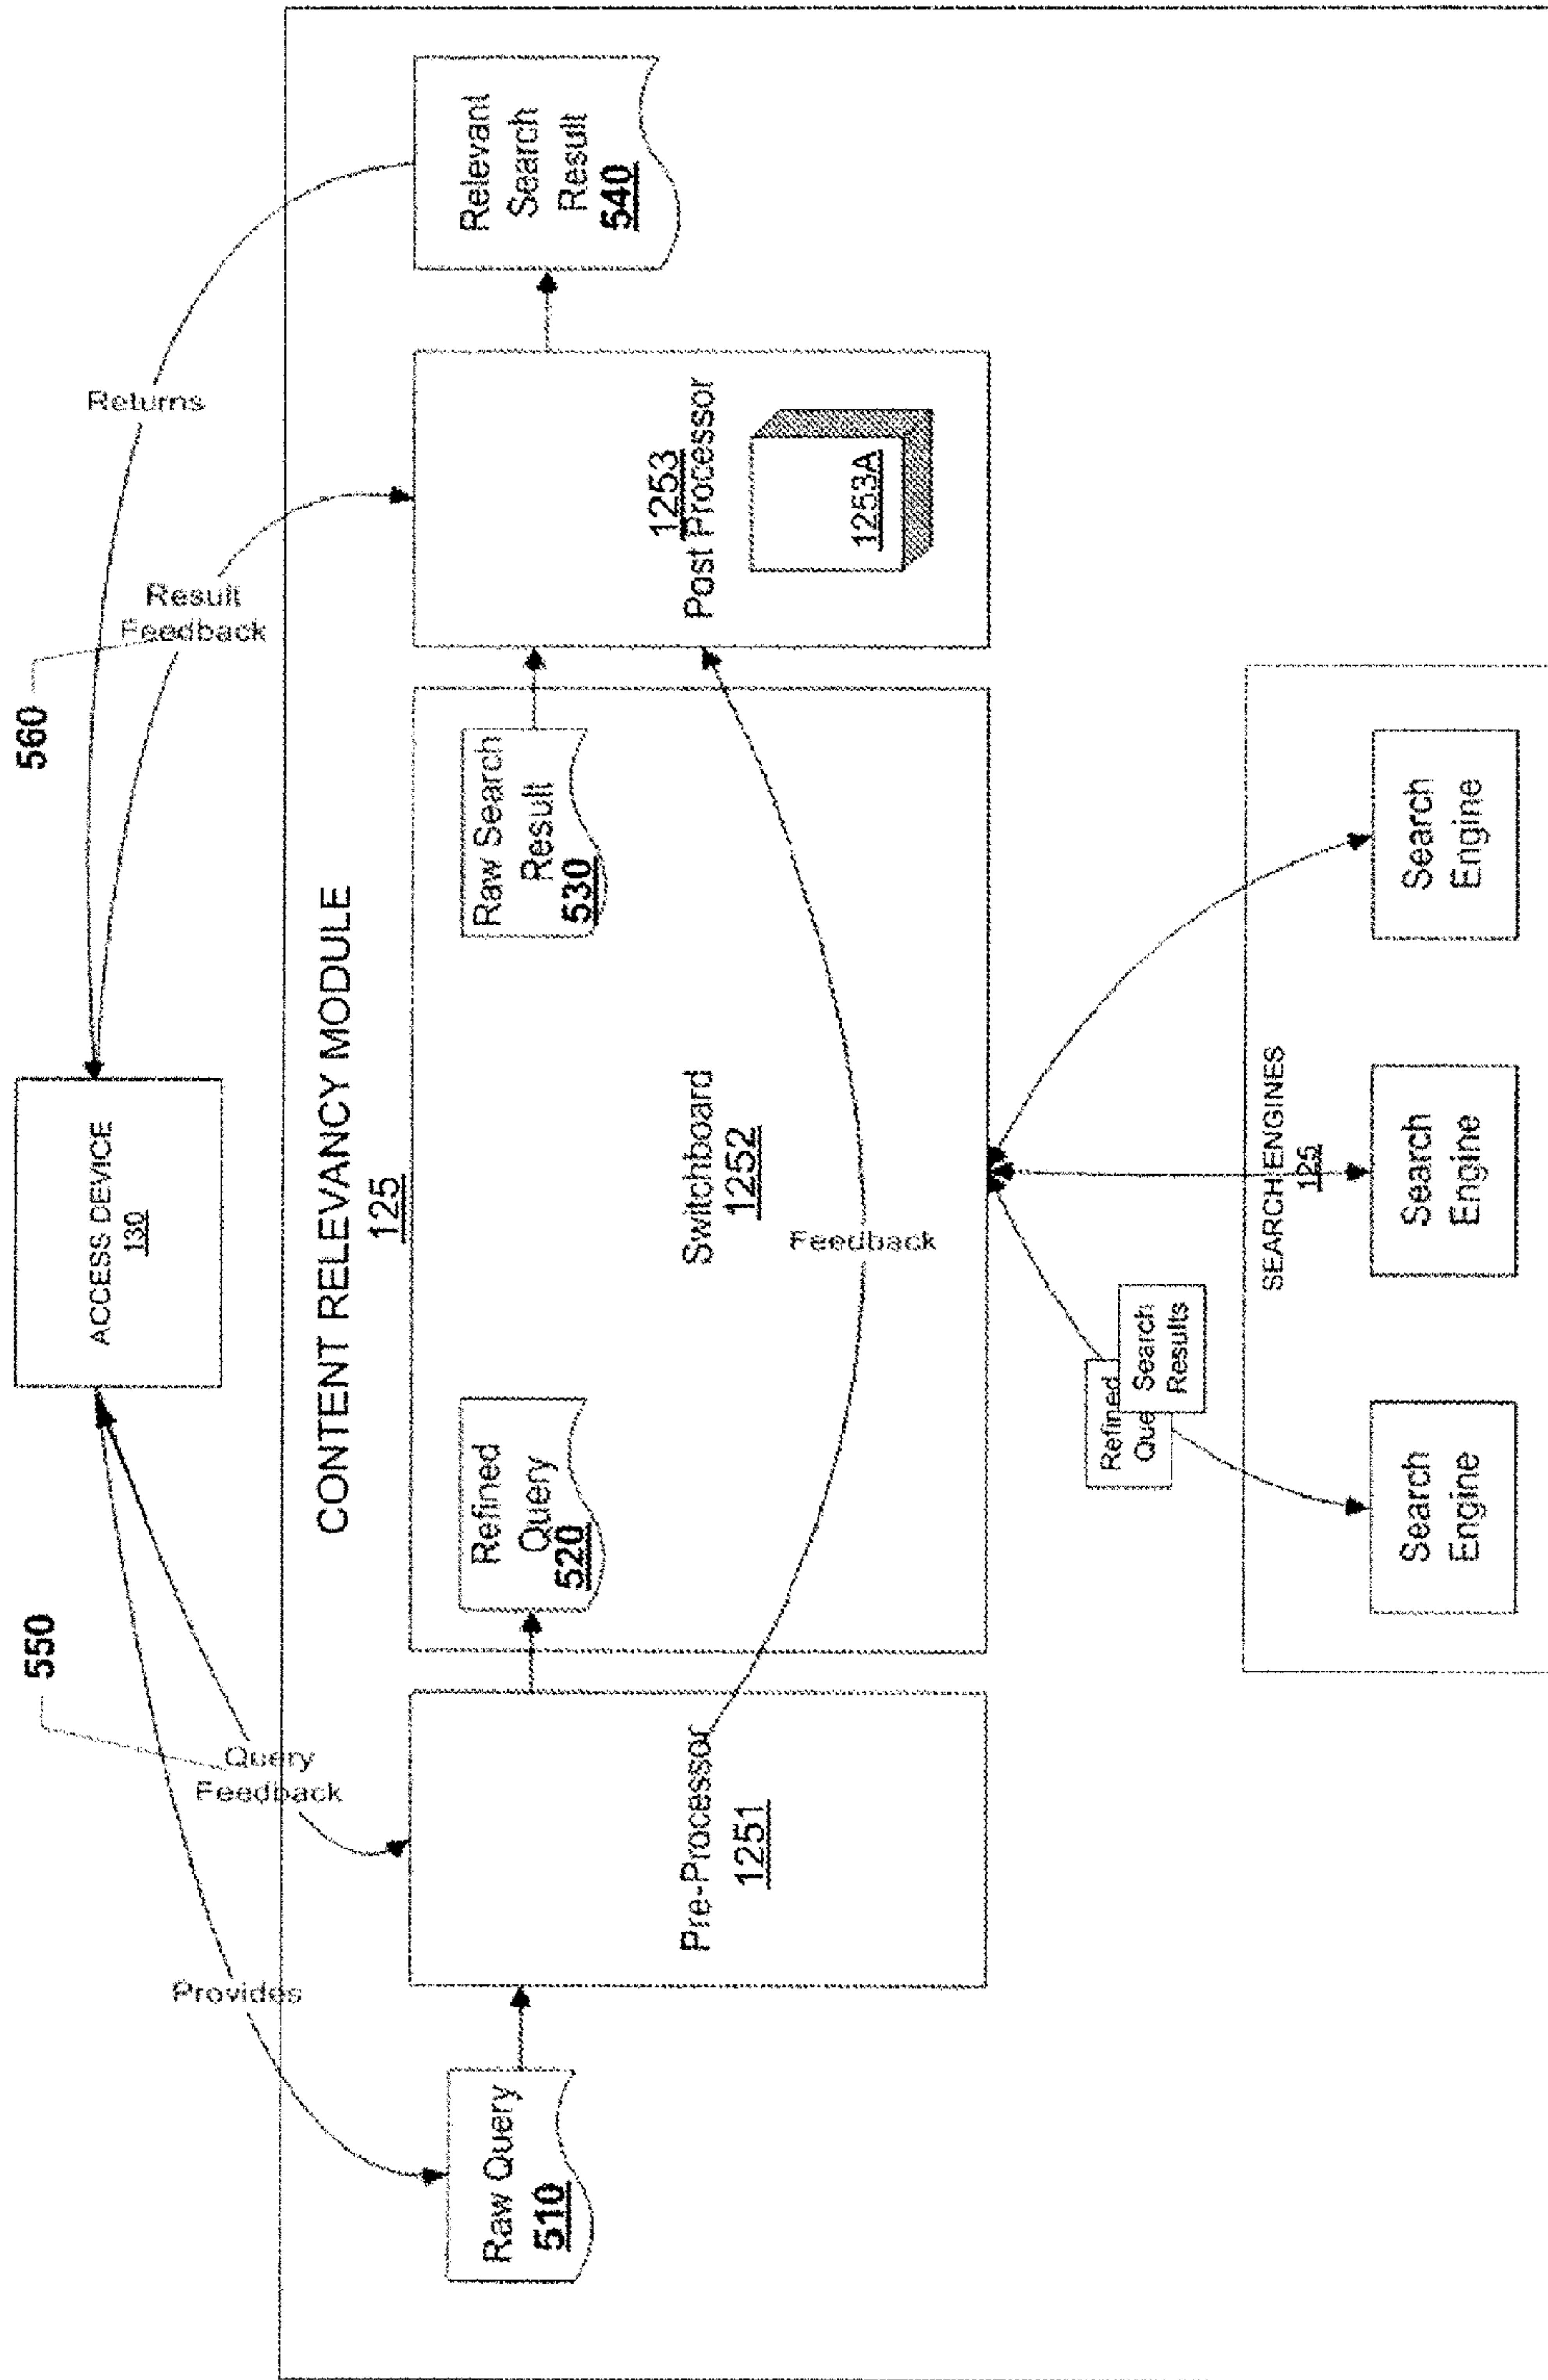 550
560
ACCESS DEVICE
130
Provides
Query
Feedback
Result
Feedback
Returns
CONTENT RELEVANCY MODULE
125
Raw Query
510
Pre-Processor
1251
Refined
Query
520
Switchboard
1252
Feedback
Raw Search
Result
530
1253
Post Processor
1253A
Relevant
Search
Result
540
Refined
Que
Search
Results
SEARCH ENGINES
126
Search
Engine
Search
Engine
Search
Engine